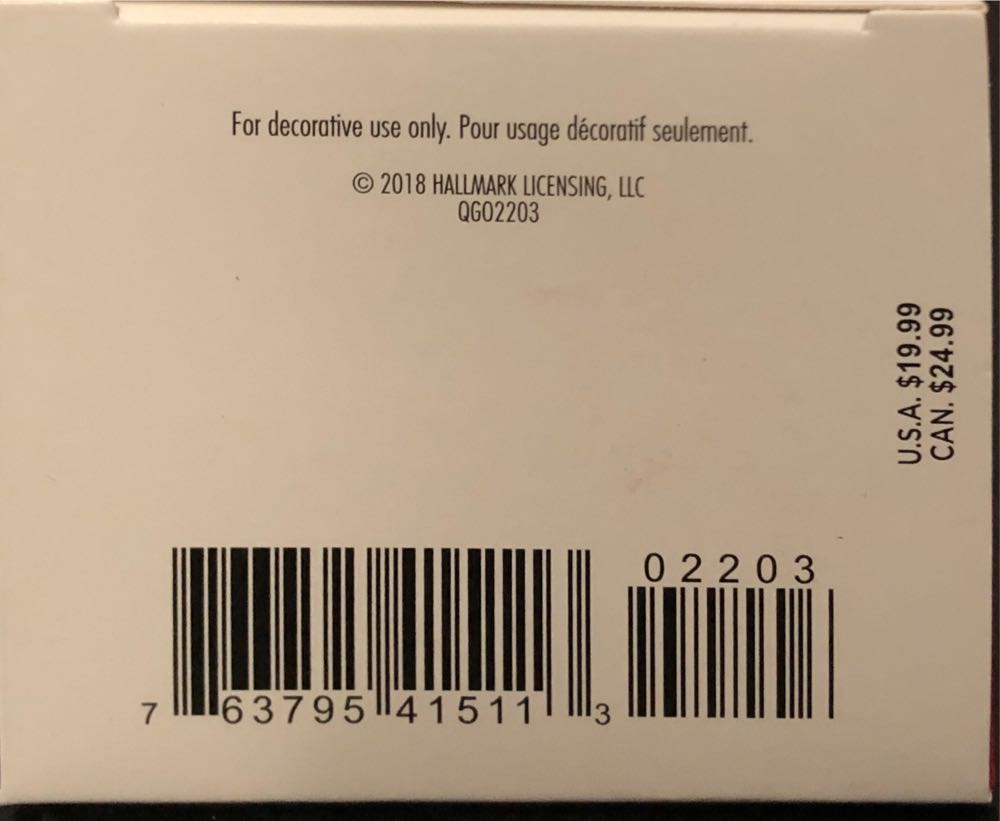 For decorative use only. Pour usage décoratif seulement.
© 2018 HALLMARK LICENSING, LLC
QGO2203
U.S.A. $19.99
CAN. $24.99
02203
7 63795 41511 3